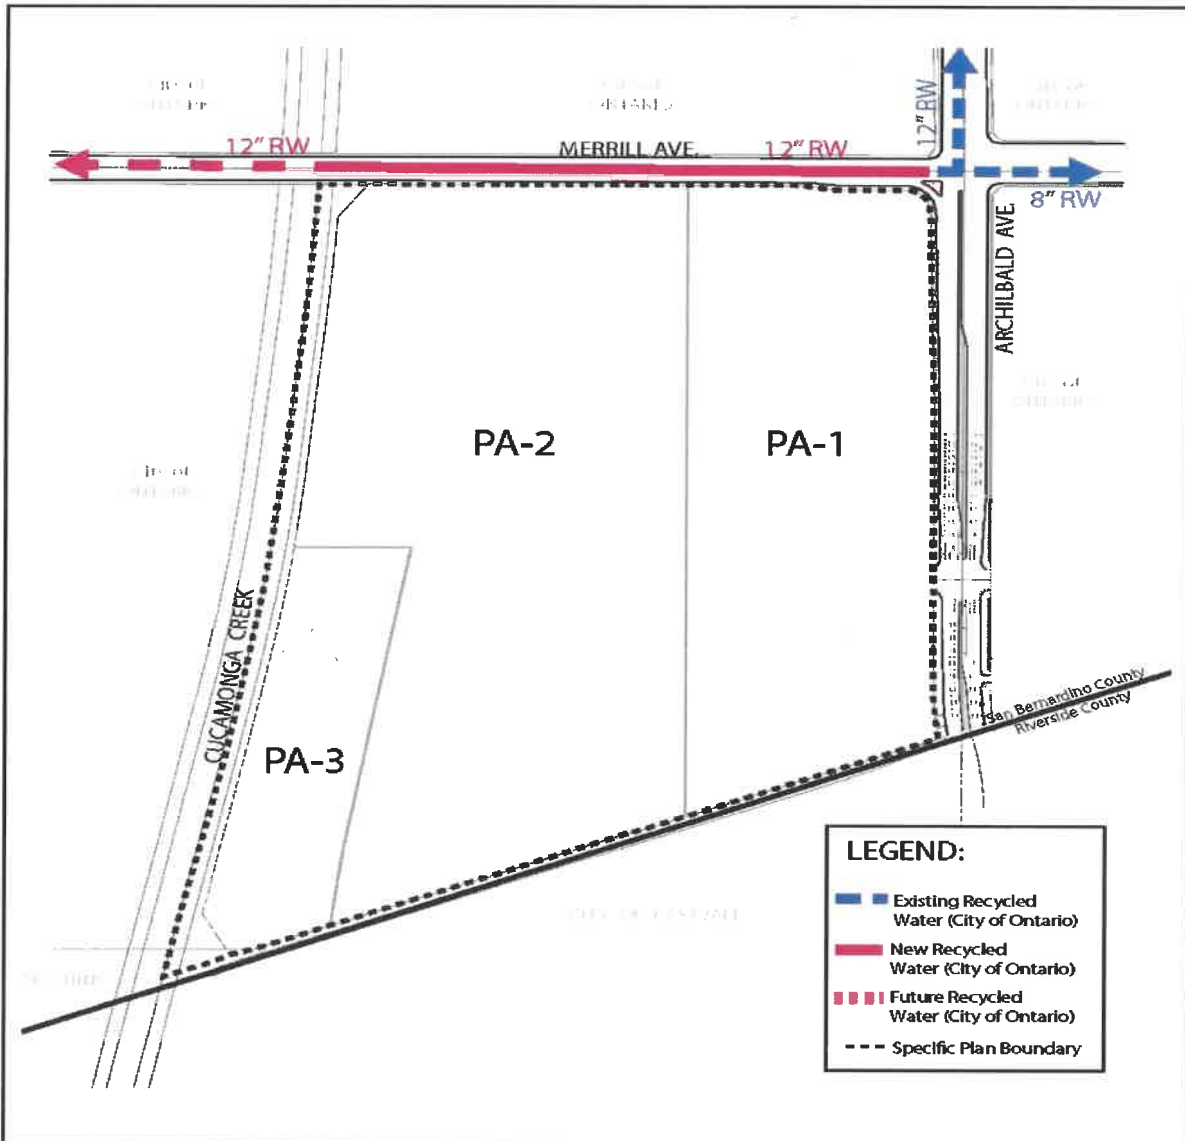 12" RW
MERRILL AVE.
12" RW
12" RW
8" RW
ARCHILBALD AVE.
PA-2
PA-1
CUCAMONGA CREEK
PA-3
San Bernardino County
Riverside County
LEGEND:
Existing Recycled
Water (City of Ontario)
New Recycled
Water (City of Ontario)
Future Recycled
Water (City of Ontario)
Specific Plan Boundary